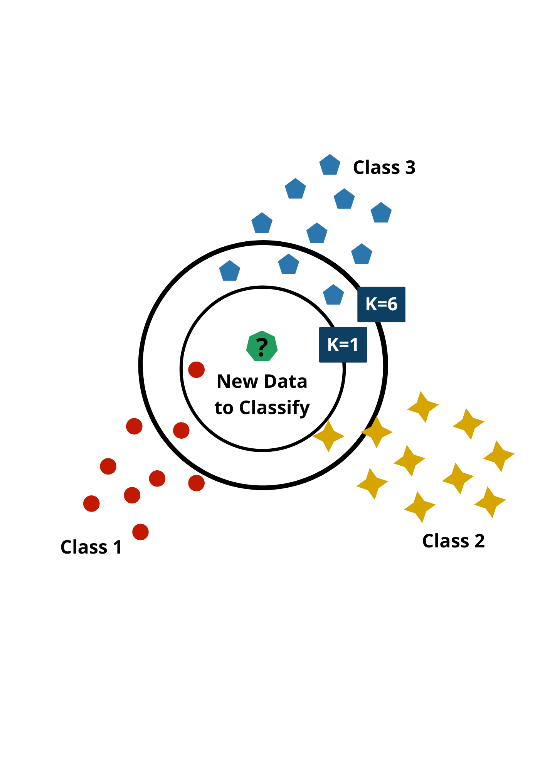 Class 3
K=6
K=1
?
New Data
to Classify
Class 2
Class 1